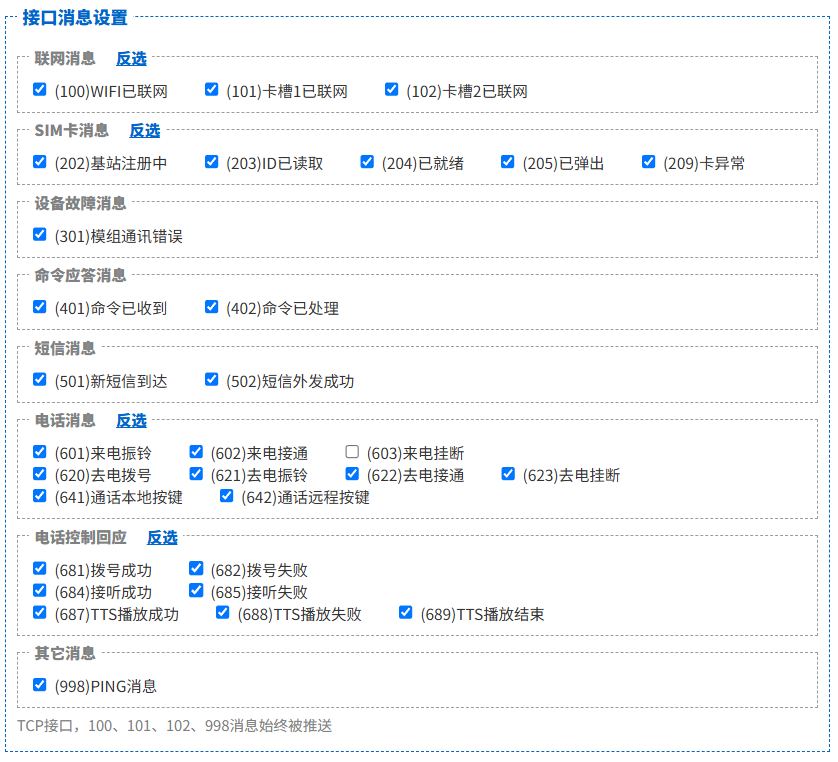 接口消息设置
联网消息 反选
(100)WIFI已联网 (101)卡槽1已联网 (102)卡槽2已联网
SIM卡消息 反选
(202)基站注册中 (203)ID已读取 (204)已就绪 (205)已弹出 (209)卡异常
设备故障消息
(301)模组通讯错误
命令应答消息
(401)命令已收到 (402)命令已处理
短信消息
(501)新短信到达 (502)短信外发成功
电话消息 反选
(601)来电振铃 (602)来电接通 (603)来电挂断
(620)去电拨号 (621)去电振铃 (622)去电接通 (623)去电挂断
(641)通话本地按键 (642)通话远程按键
电话控制回应 反选
(681)拨号成功 (682)拨号失败
(684)接听成功 (685)接听失败
(687)TTS播放成功 (688)TTS播放失败 (689)TTS播放结束
其它消息
(998)PING消息
TCP接口，100、101、102、998消息始终被推送